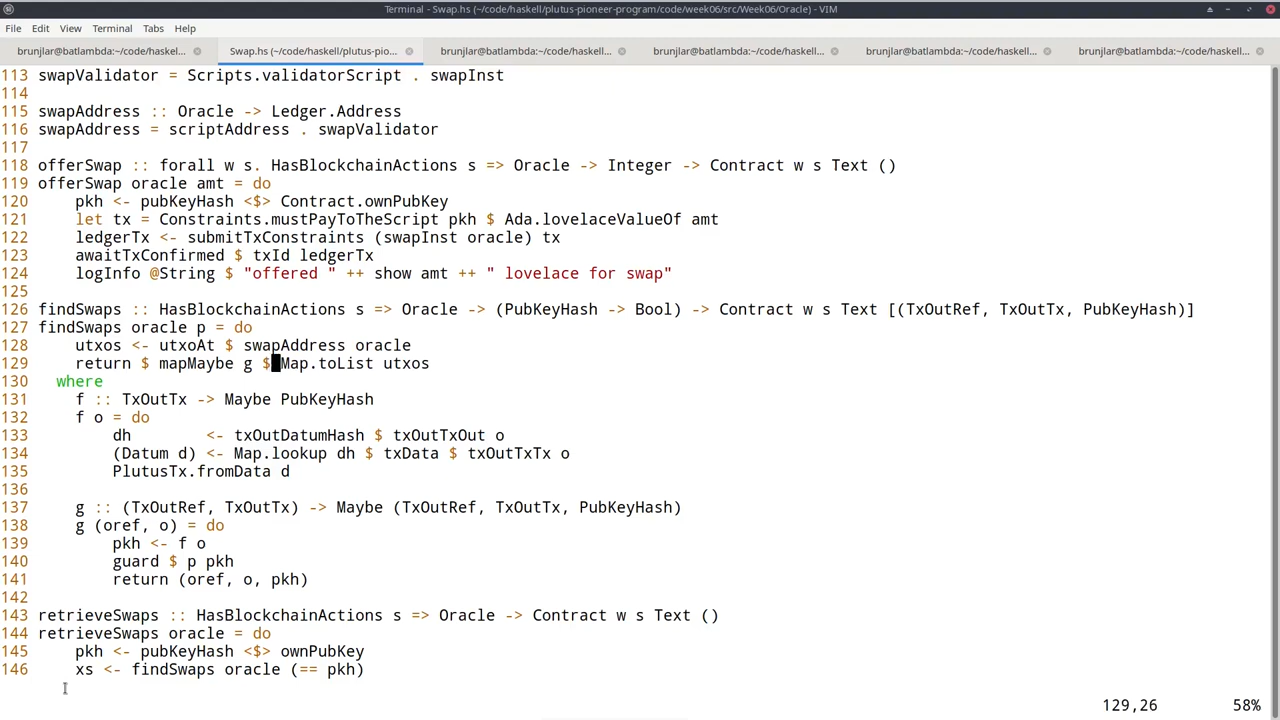 Terminal - Swap.hs (~/code/haskell/plutus-pioneer-program/code/week06/src/Week06/Oracle) - VIM
File Edit View Terminal Tabs Help
brunjlar@batlambda:~/code/haskell... Swap.hs (~/code/haskell/plutus-pio... brunjlar@batlambda:~/code/haskell... brunjlar@batlambda:~/code/haskell... brunjlar@batlambda:~/code/haskell... brunjlar@batlambda:~/code/haskell...
113 swapValidator = Scripts.validatorScript . swapInst
114
115 swapAddress :: Oracle -> Ledger.Address
116 swapAddress = scriptAddress . swapValidator
117
118 offerSwap :: forall w s. HasBlockchainActions s => Oracle -> Integer -> Contract w s Text ()
119 offerSwap oracle amt = do
120     pkh <- pubKeyHash <$> Contract.ownPubKey
121     let tx = Constraints.mustPayToTheScript pkh $ Ada.lovelaceValueOf amt
122     ledgerTx <- submitTxConstraints (swapInst oracle) tx
123     awaitTxConfirmed $ txId ledgerTx
124     logInfo @String $ "offered " ++ show amt ++ " lovelace for swap"
125
126 findSwaps :: HasBlockchainActions s => Oracle -> (PubKeyHash -> Bool) -> Contract w s Text [(TxOutRef, TxOutTx, PubKeyHash)]
127 findSwaps oracle p = do
128     utxos <- utxoAt $ swapAddress oracle
129     return $ mapMaybe g $ Map.toList utxos
130   where
131     f :: TxOutTx -> Maybe PubKeyHash
132     f o = do
133         dh        <- txOutDatumHash $ txOutTxOut o
134         (Datum d) <- Map.lookup dh $ txData $ txOutTxTx o
135         PlutusTx.fromData d
136
137     g :: (TxOutRef, TxOutTx) -> Maybe (TxOutRef, TxOutTx, PubKeyHash)
138     g (oref, o) = do
139         pkh <- f o
140         guard $ p pkh
141         return (oref, o, pkh)
142
143 retrieveSwaps :: HasBlockchainActions s => Oracle -> Contract w s Text ()
144 retrieveSwaps oracle = do
145     pkh <- pubKeyHash <$> ownPubKey
146     xs <- findSwaps oracle (== pkh)
129,26 58%